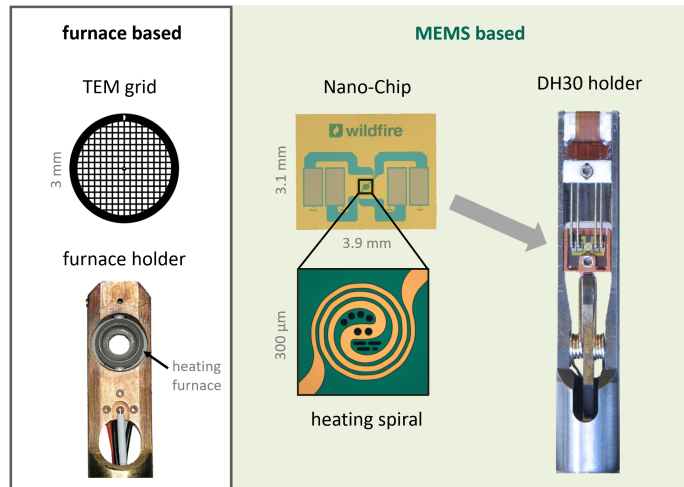 furnace based
TEM grid
3 mm
furnace holder
heating
furnace
MEMS based
Nano-Chip
wildfire
3.1 mm
3.9 mm
300 µm
heating spiral
DH30 holder